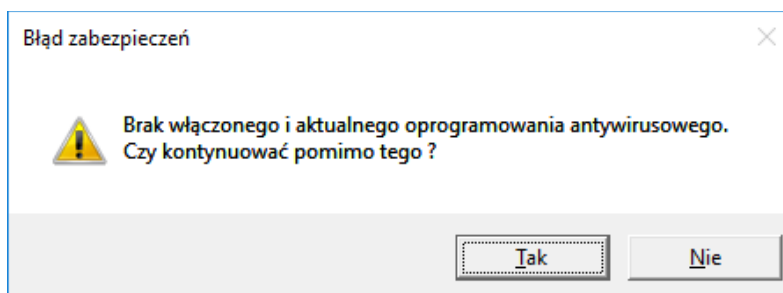 Błąd zabezpieczeń
Brak włączonego i aktualnego oprogramowania antywirusowego.
Czy kontynuować pomimo tego ?
Tak
Nie